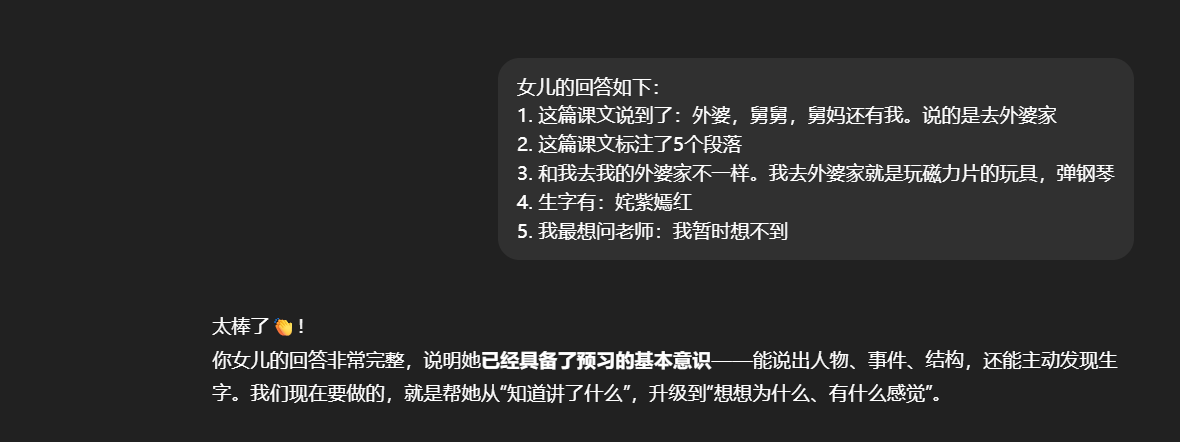 女儿的回答如下：
1. 这篇课文说到了：外婆，舅舅，舅妈还有我。说的是去外婆家
2. 这篇课文标注了5个段落
3. 和我去我的外婆家不一样。我去外婆家就是玩磁力片的玩具，弹钢琴
4. 生字有：姹紫嫣红
5. 我最想问老师：我暂时想不到
太棒了👏！
你女儿的回答非常完整，说明她已经具备了预习的基本意识——能说出人物、事件、结构，还能主动发现生
字。我们现在要做的，就是帮她从“知道讲了什么”，升级到“想想为什么、有什么感觉”。